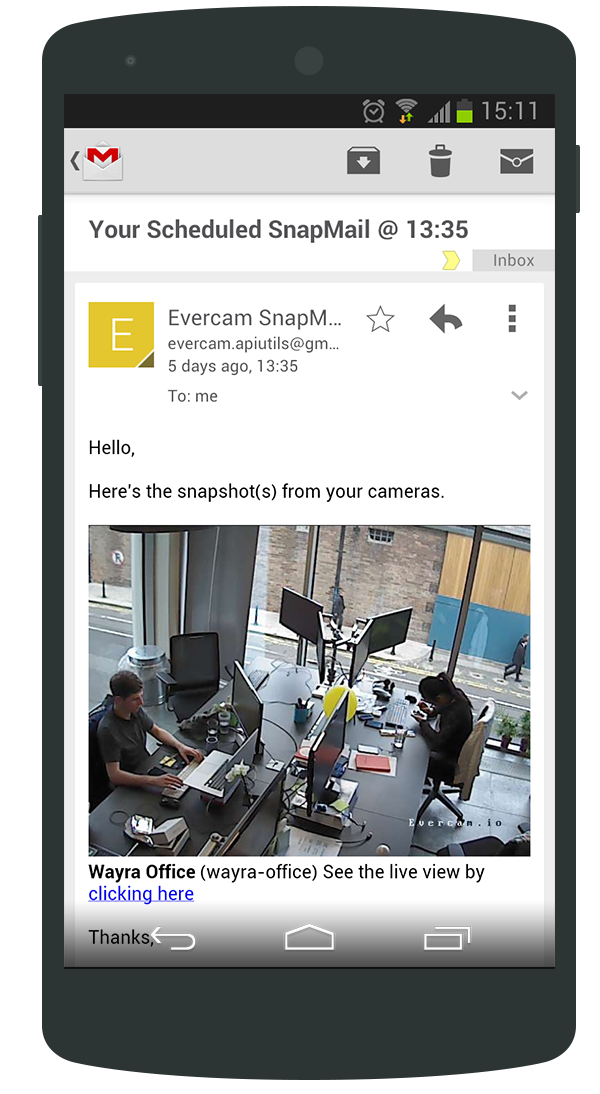 15:11
Your Scheduled SnapMail @ 13:35
Inbox
E
Evercam SnapM...
evercam.apiutils@gm...
5 days ago, 13:35
To: me
Hello,
Here's the snapshot(s) from your cameras.
Evercam.io
Wayra Office (wayra-office) See the live view by
clicking here
Thanks,